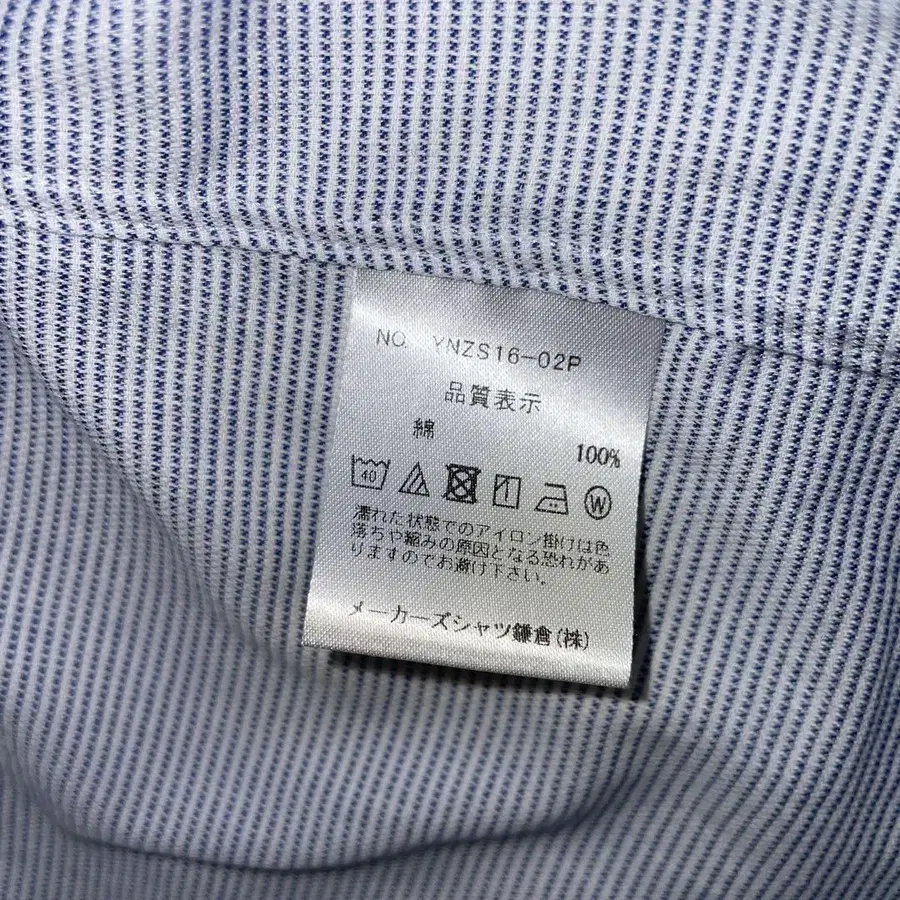 NO. YNZS16-02P
品質表示
綿 100%
40 W
濡れた状態でのアイロン掛けは色
落ちや縮みの原因となる恐れがあ
りますのでお避け下さい。
メーカーズシャツ鎌倉(株)